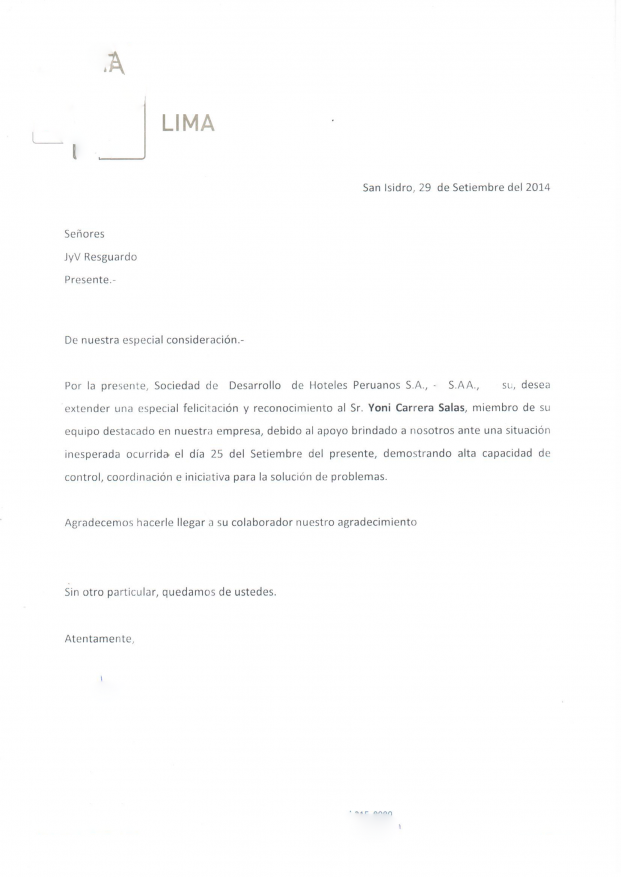 LIMA
San Isidro, 29 de Setiembre del 2014
Señores
JyV Resguardo
Presente.-
De nuestra especial consideración.-
Por la presente, Sociedad de Desarrollo de Hoteles Peruanos S.A., - S.AA., su, desea
extender una especial felicitación y reconocimiento al Sr. Yoni Carrera Salas, miembro de su
equipo destacado en nuestra empresa, debido al apoyo brindado a nosotros ante una situación
inesperada ocurrida el día 25 del Setiembre del presente, demostrando alta capacidad de
control, coordinación e iniciativa para la solución de problemas.
Agradecemos hacerle llegar a su colaborador nuestro agradecimiento
Sin otro particular, quedamos de ustedes.
Atentamente,